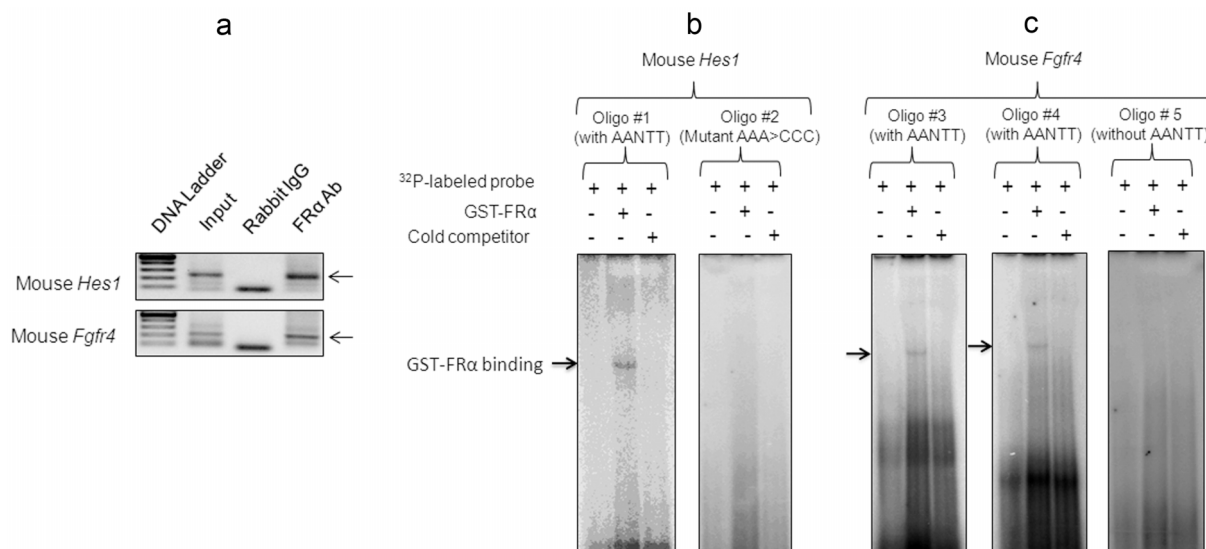 a
DNA Ladder
Input
Rabbit IgG
FRα Ab
Mouse Hes1
Mouse Fgfr4
b
Mouse Hes1
Oligo #1
(with AANTT)
Oligo #2
(Mutant AAA>CCC)
c
Mouse Fgfr4
Oligo #3
(with AANTT)
Oligo #4
(with AANTT)
Oligo # 5
(without AANTT)
32P-labeled probe + + + + + + + + + + + + + + +
GST-FRα - + - - + - - + - - + - - + -
Cold competitor - - + - - + - - + - - + - - +
GST-FRα binding